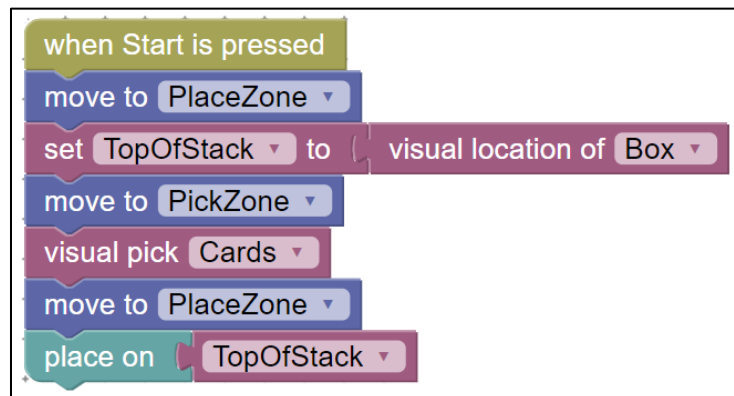 when Start is pressed
move to PlaceZone
set TopOfStack to visual location of Box
move to PickZone
visual pick Cards
move to PlaceZone
place on TopOfStack